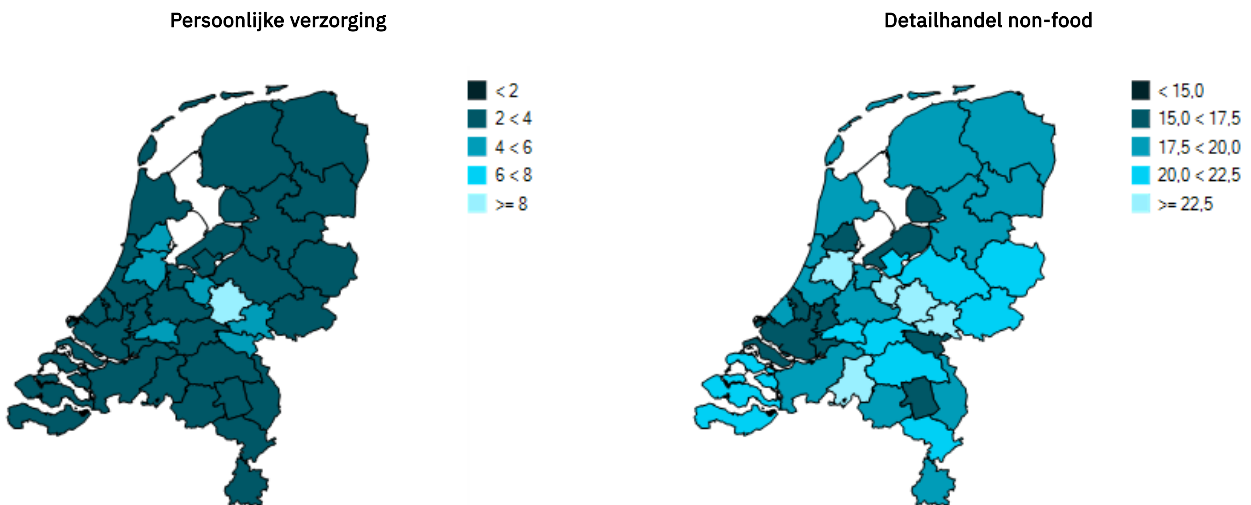 Persoonlijke verzorging
< 2
2 < 4
4 < 6
6 < 8
>= 8
Detailhandel non-food
< 15,0
15,0 < 17,5
17,5 < 20,0
20,0 < 22,5
>= 22,5